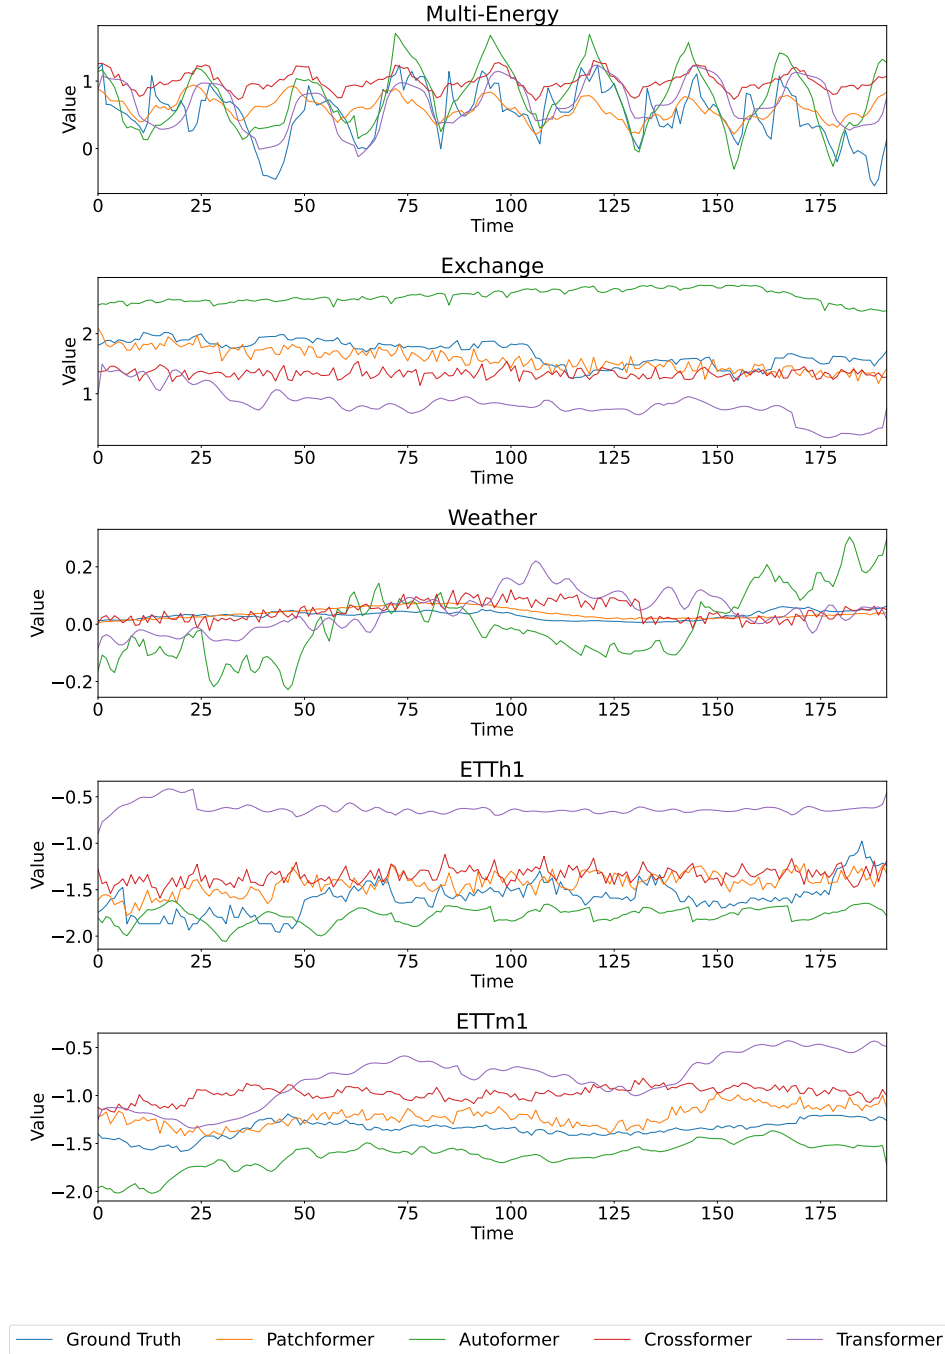 Multi-Energy
Value
1
0
0 25 50 75 100 125 150 175
Time
Exchange
Value
2
1
0 25 50 75 100 125 150 175
Time
Weather
Value
0.2
0.0
−0.2
0 25 50 75 100 125 150 175
Time
ETTh1
Value
−0.5
−1.0
−1.5
−2.0
0 25 50 75 100 125 150 175
Time
ETTm1
Value
−0.5
−1.0
−1.5
−2.0
0 25 50 75 100 125 150 175
Time
Ground Truth Patchformer Autoformer Crossformer Transformer